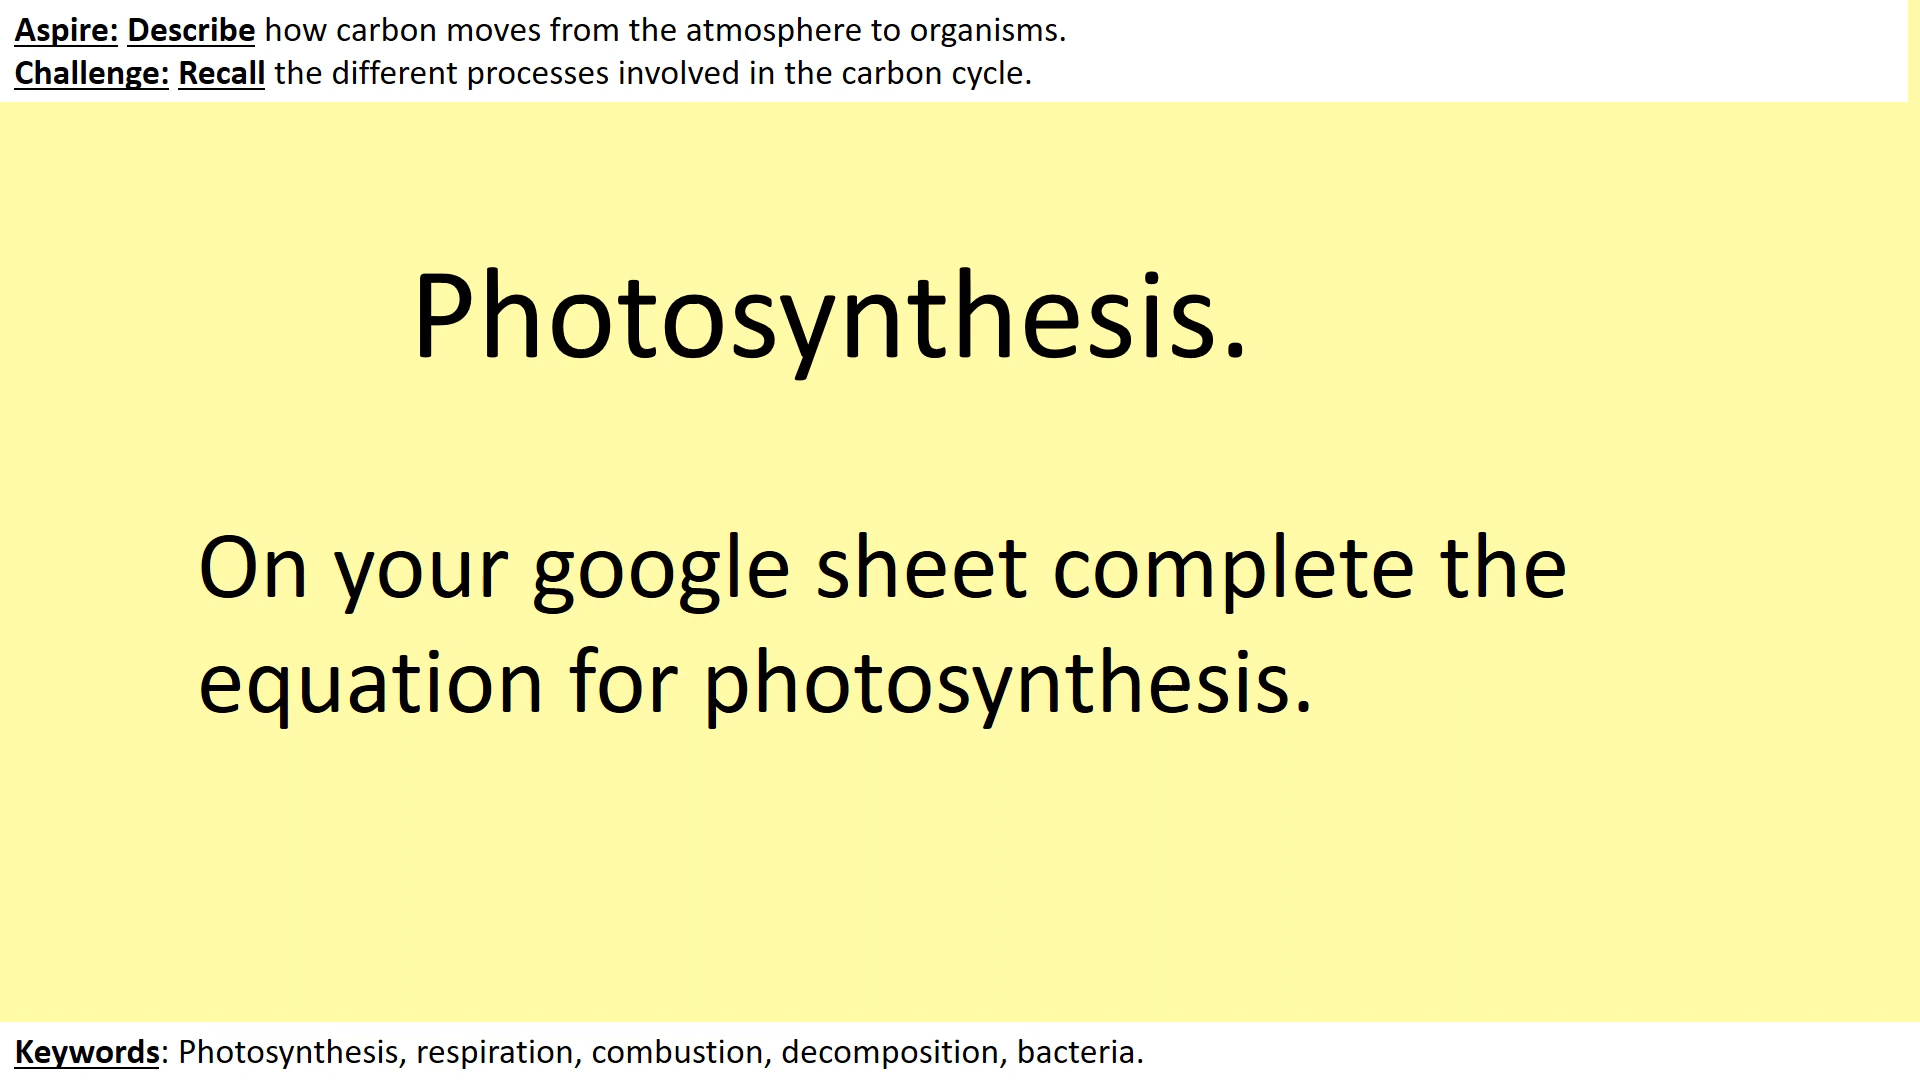 Aspire: Describe how carbon moves from the atmosphere to organisms.
Challenge: Recall the different processes involved in the carbon cycle.
Photosynthesis.
On your google sheet complete the
equation for photosynthesis.
Keywords: Photosynthesis, respiration, combustion, decomposition, bacteria.